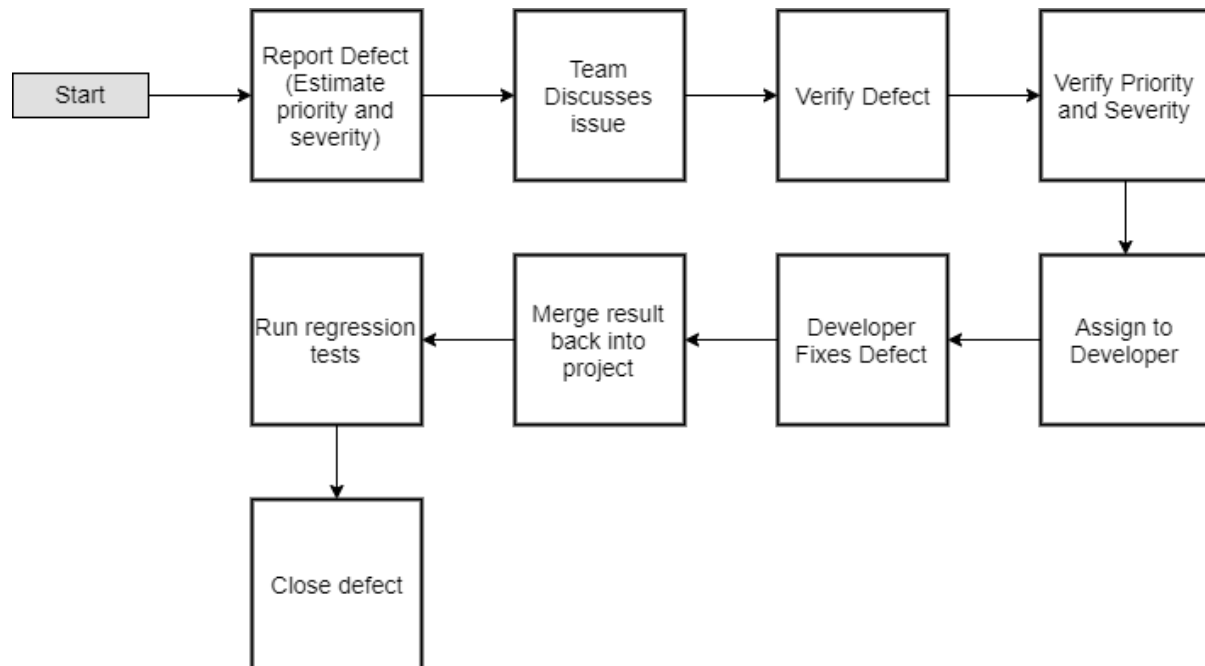 Start
Report Defect
(Estimate
priority and
severity)
Team
Discusses
issue
Verify Defect
Verify Priority
and Severity
Run regression
tests
Merge result
back into
project
Developer
Fixes Defect
Assign to
Developer
Close defect